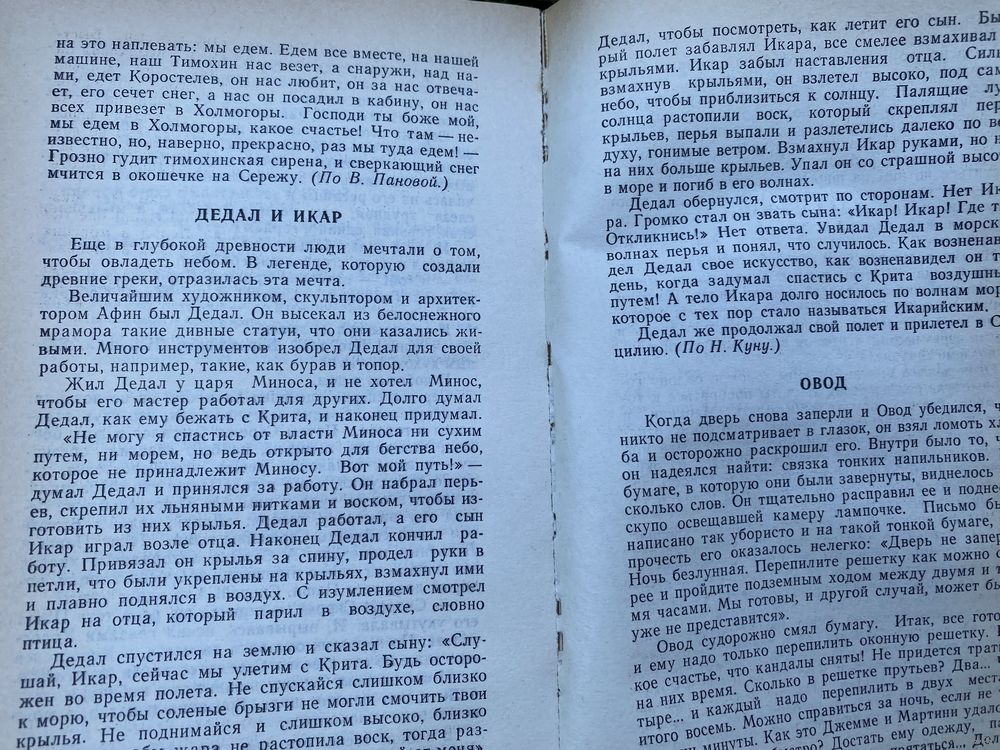 на это наплевать: мы едем. Едем все вместе, на нашей
машине, наш Тимохин нас везет, а снаружи, над на-
ми, едет Коростелев, он нас любит, он за нас отвеча-
ет, его сечет снег, а нас он посадил в кабину, он нас
всех привезет в Холмогоры. Господи ты боже мой,
мы едем в Холмогоры, какое счастье! Что там — не-
известно, но, наверно, прекрасно, раз мы туда едем! —
Грозно гудит тимохинская сирена, и сверкающий снег
мчится в окошечке на Сережу. (По В. Пановой.)
ДЕДАЛ И ИКАР
Еще в глубокой древности люди мечтали о том,
чтобы овладеть небом. В легенде, которую создали
древние греки, отразилась эта мечта.
Величайшим художником, скульптором и архитек-
тором Афин был Дедал. Он высекал из белоснежного
мрамора такие дивные статуи, что они казались жи-
выми. Много инструментов изобрел Дедал для своей
работы, например, такие, как бурав и топор.
Жил Дедал у царя Миноса, и не хотел Минос,
чтобы его мастер работал для других. Долго думал
Дедал, как ему бежать с Крита, и наконец придумал.
«Не могу я спастись от власти Миноса ни сухим
путем, ни морем, но ведь открыто для бегства небо,
которое не принадлежит Миносу. Вот мой путь!» —
думал Дедал и принялся за работу. Он набрал перь-
ев, скрепил их льняными нитками и воском, чтобы из-
готовить из них крылья. Дедал работал, а его сын
Икар играл возле отца. Наконец Дедал кончил ра-
боту. Привязал он крылья за спину, продел руки в
петли, что были укреплены на крыльях, взмахнул ими
и плавно поднялся в воздух. С изумлением смотрел
Икар на отца, который парил в воздухе, словно
птица.
Дедал спустился на землю и сказал сыну: «Слу-
шай, Икар, сейчас мы улетим с Крита. Будь осторо-
жен во время полета. Не спускайся слишком близко
к морю, чтобы соленые брызги не могли смочить твои
крылья. Не поднимайся и слишком высоко, близко
жара не растопила воск, тогда раз-
Дедал, чтобы посмотреть, как летит его сын.
рый полет забавлял Икара, все смелее взмахивал
крыльями. Икар забыл наставления отца.
взмахнув крыльями, он взлетел высоко, под
небо, чтобы приблизиться к солнцу. Палящие
солнца растопили воск, который скреплял
крыльев, перья выпали и разлетелись далеко по
духу, гонимые ветром. Взмахнул Икар руками, но
на них больше крыльев. Упал он со страшной
в море и погиб в его волнах.
Дедал обернулся, смотрит по сторонам. Нет
ра. Громко стал он звать сына: «Икар! Икар! Где
Откликнись!» Нет ответа. Увидал Дедал в
волнах перья и понял, что случилось. Как
дел Дедал свое искусство, как возненавидел он
день, когда задумал спастись с Крита
путем! А тело Икара долго носилось по волнам
которое с тех пор стало называться Икарийским.
Дедал же продолжал свой полет и прилетел в
цилию. (По Н. Куну.)
ОВОД
Когда дверь снова заперли и Овод убедился,
никто не подсматривает в глазок, он взял ломоть
ба и осторожно раскрошил его. Внутри было то,
он надеялся найти: связка тонких напильников.
бумаге, в которую они были завернуты, виднелось
сколько слов. Он тщательно расправил ее и
скупо освещавшей камеру лампочке. Письмо
написано так убористо и на такой тонкой бумаге,
прочесть его оказалось нелегко: «Дверь не
Ночь безлунная. Перепилите решетку как можно
рее и пройдите подземным ходом между двумя и
мя часами. Мы готовы, и другой случай, может
уже не представится».
Овод судорожно смял бумагу. Итак, все
и ему надо только перепилить оконную решетку.
кое счастье, что кандалы сняты! Не придется
на них время. Сколько в решетке прутьев? Два...
тыре... и каждый надо перепилить в двух
итого восемь. Можно справиться за ночь, если не
минуты. Как это Джемме и Мартини
Достать ему одежду,